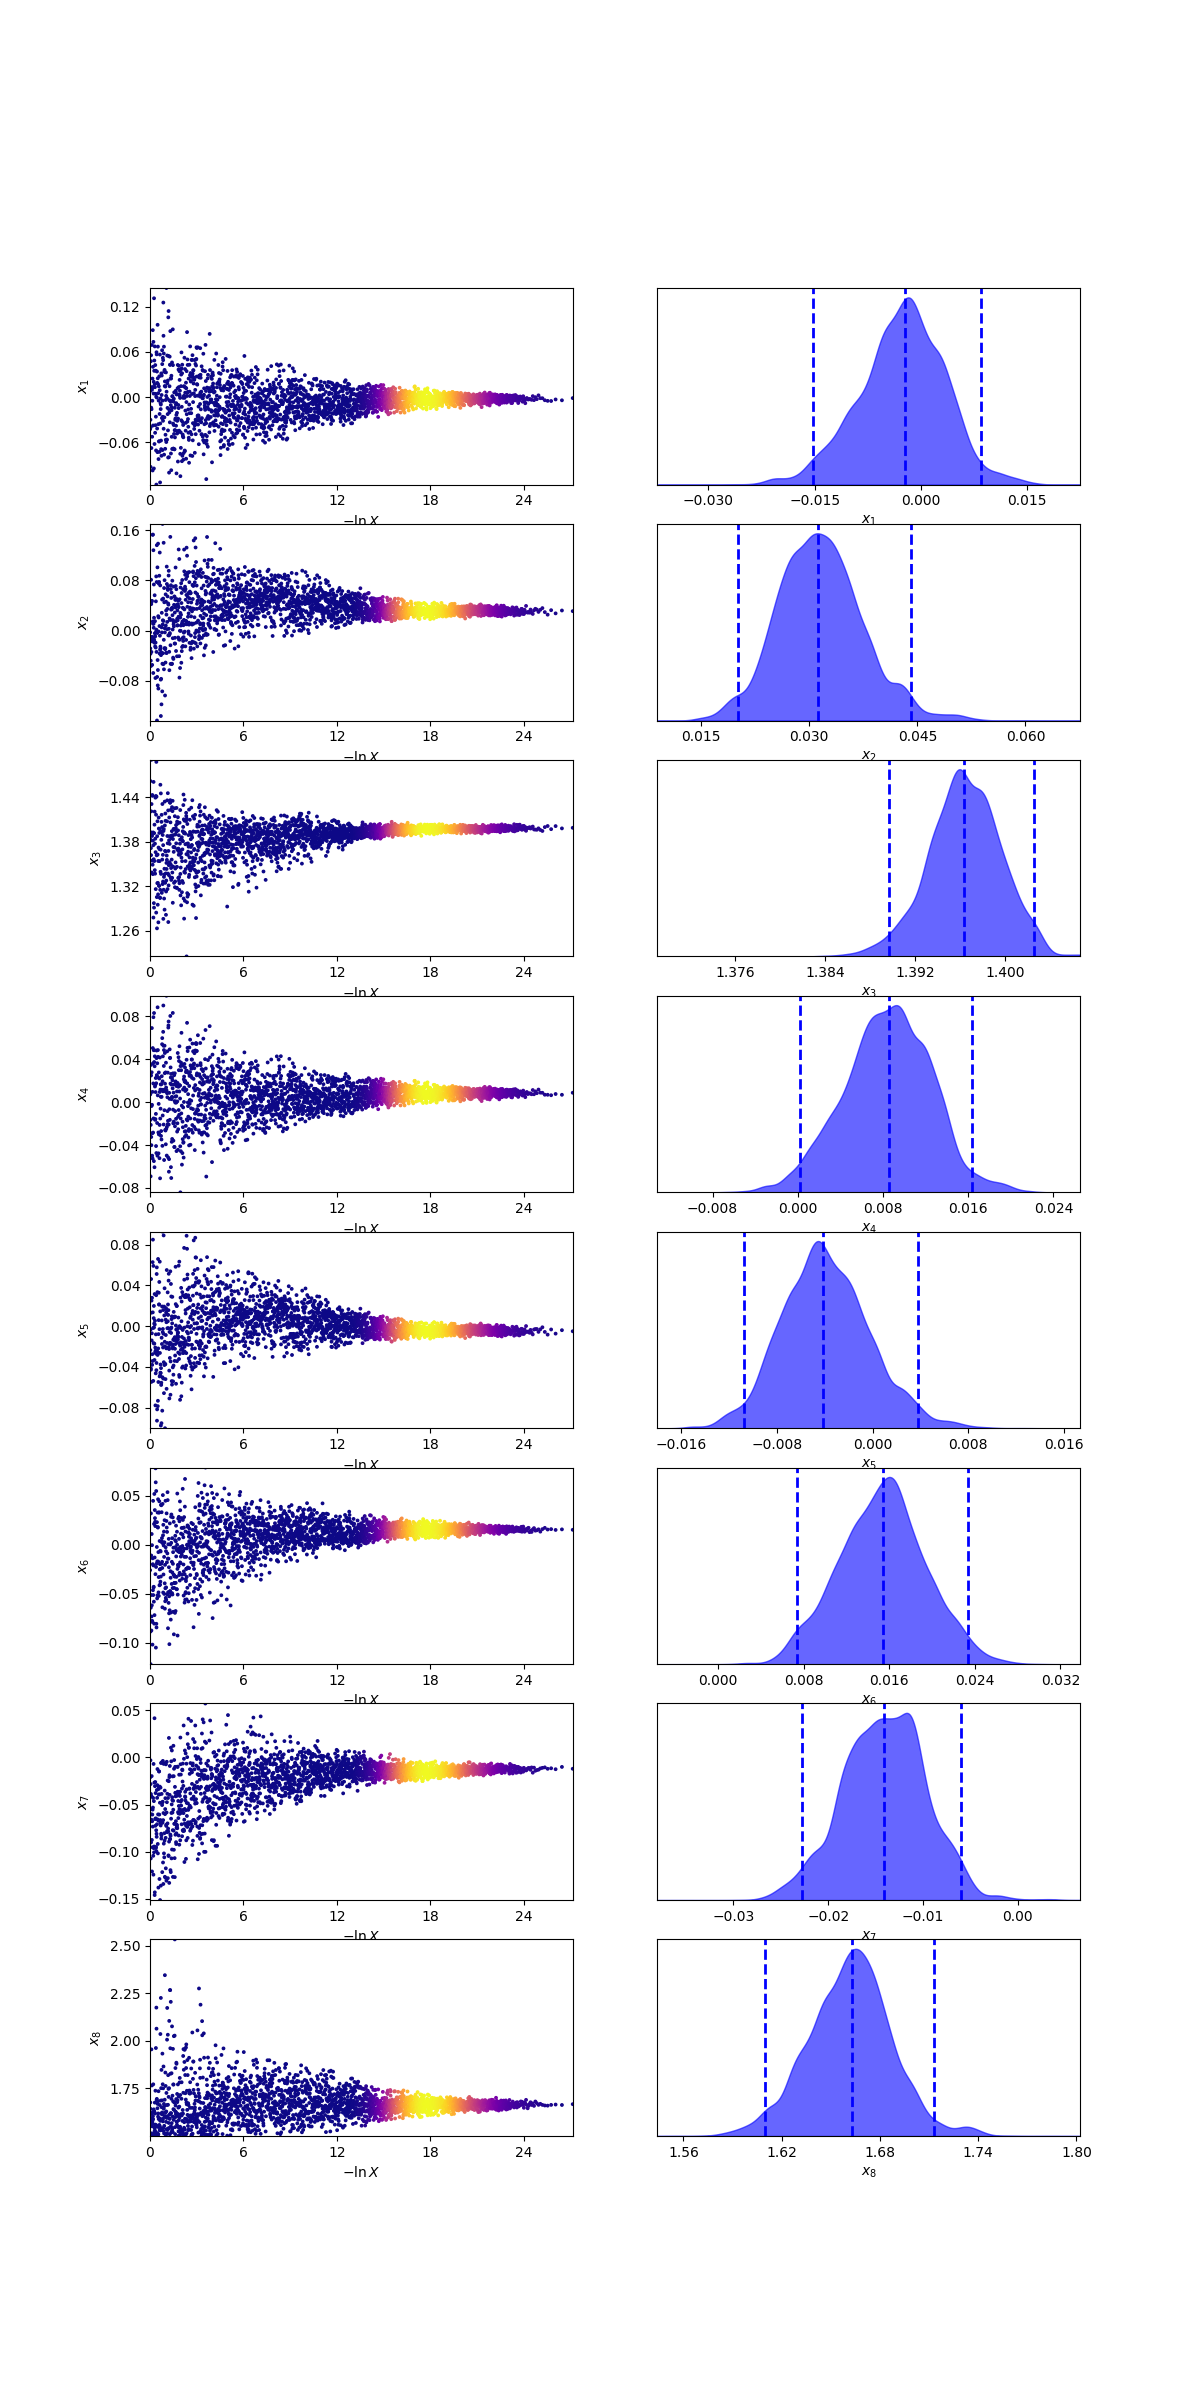 0.12
0.06
0.00
−0.06
x₁
0 6 12 18 24
−ln X
−0.030 −0.015 0.000 0.015
x₁
0.16
0.08
0.00
−0.08
x₂
0 6 12 18 24
−ln X
0.015 0.030 0.045 0.060
x₂
1.44
1.38
1.32
1.26
x₃
0 6 12 18 24
−ln X
1.376 1.384 1.392 1.400
x₃
0.08
0.04
0.00
−0.04
−0.08
x₄
0 6 12 18 24
−ln X
−0.008 0.000 0.008 0.016 0.024
x₄
0.08
0.04
0.00
−0.04
−0.08
x₅
0 6 12 18 24
−ln X
−0.016 −0.008 0.000 0.008 0.016
x₅
0.05
0.00
−0.05
−0.10
x₆
0 6 12 18 24
−ln X
0.000 0.008 0.016 0.024 0.032
x₆
0.05
0.00
−0.05
−0.10
−0.15
x₇
0 6 12 18 24
−ln X
−0.03 −0.02 −0.01 0.00
x₇
2.50
2.25
2.00
1.75
x₈
0 6 12 18 24
−ln X
1.56 1.62 1.68 1.74 1.80
x₈